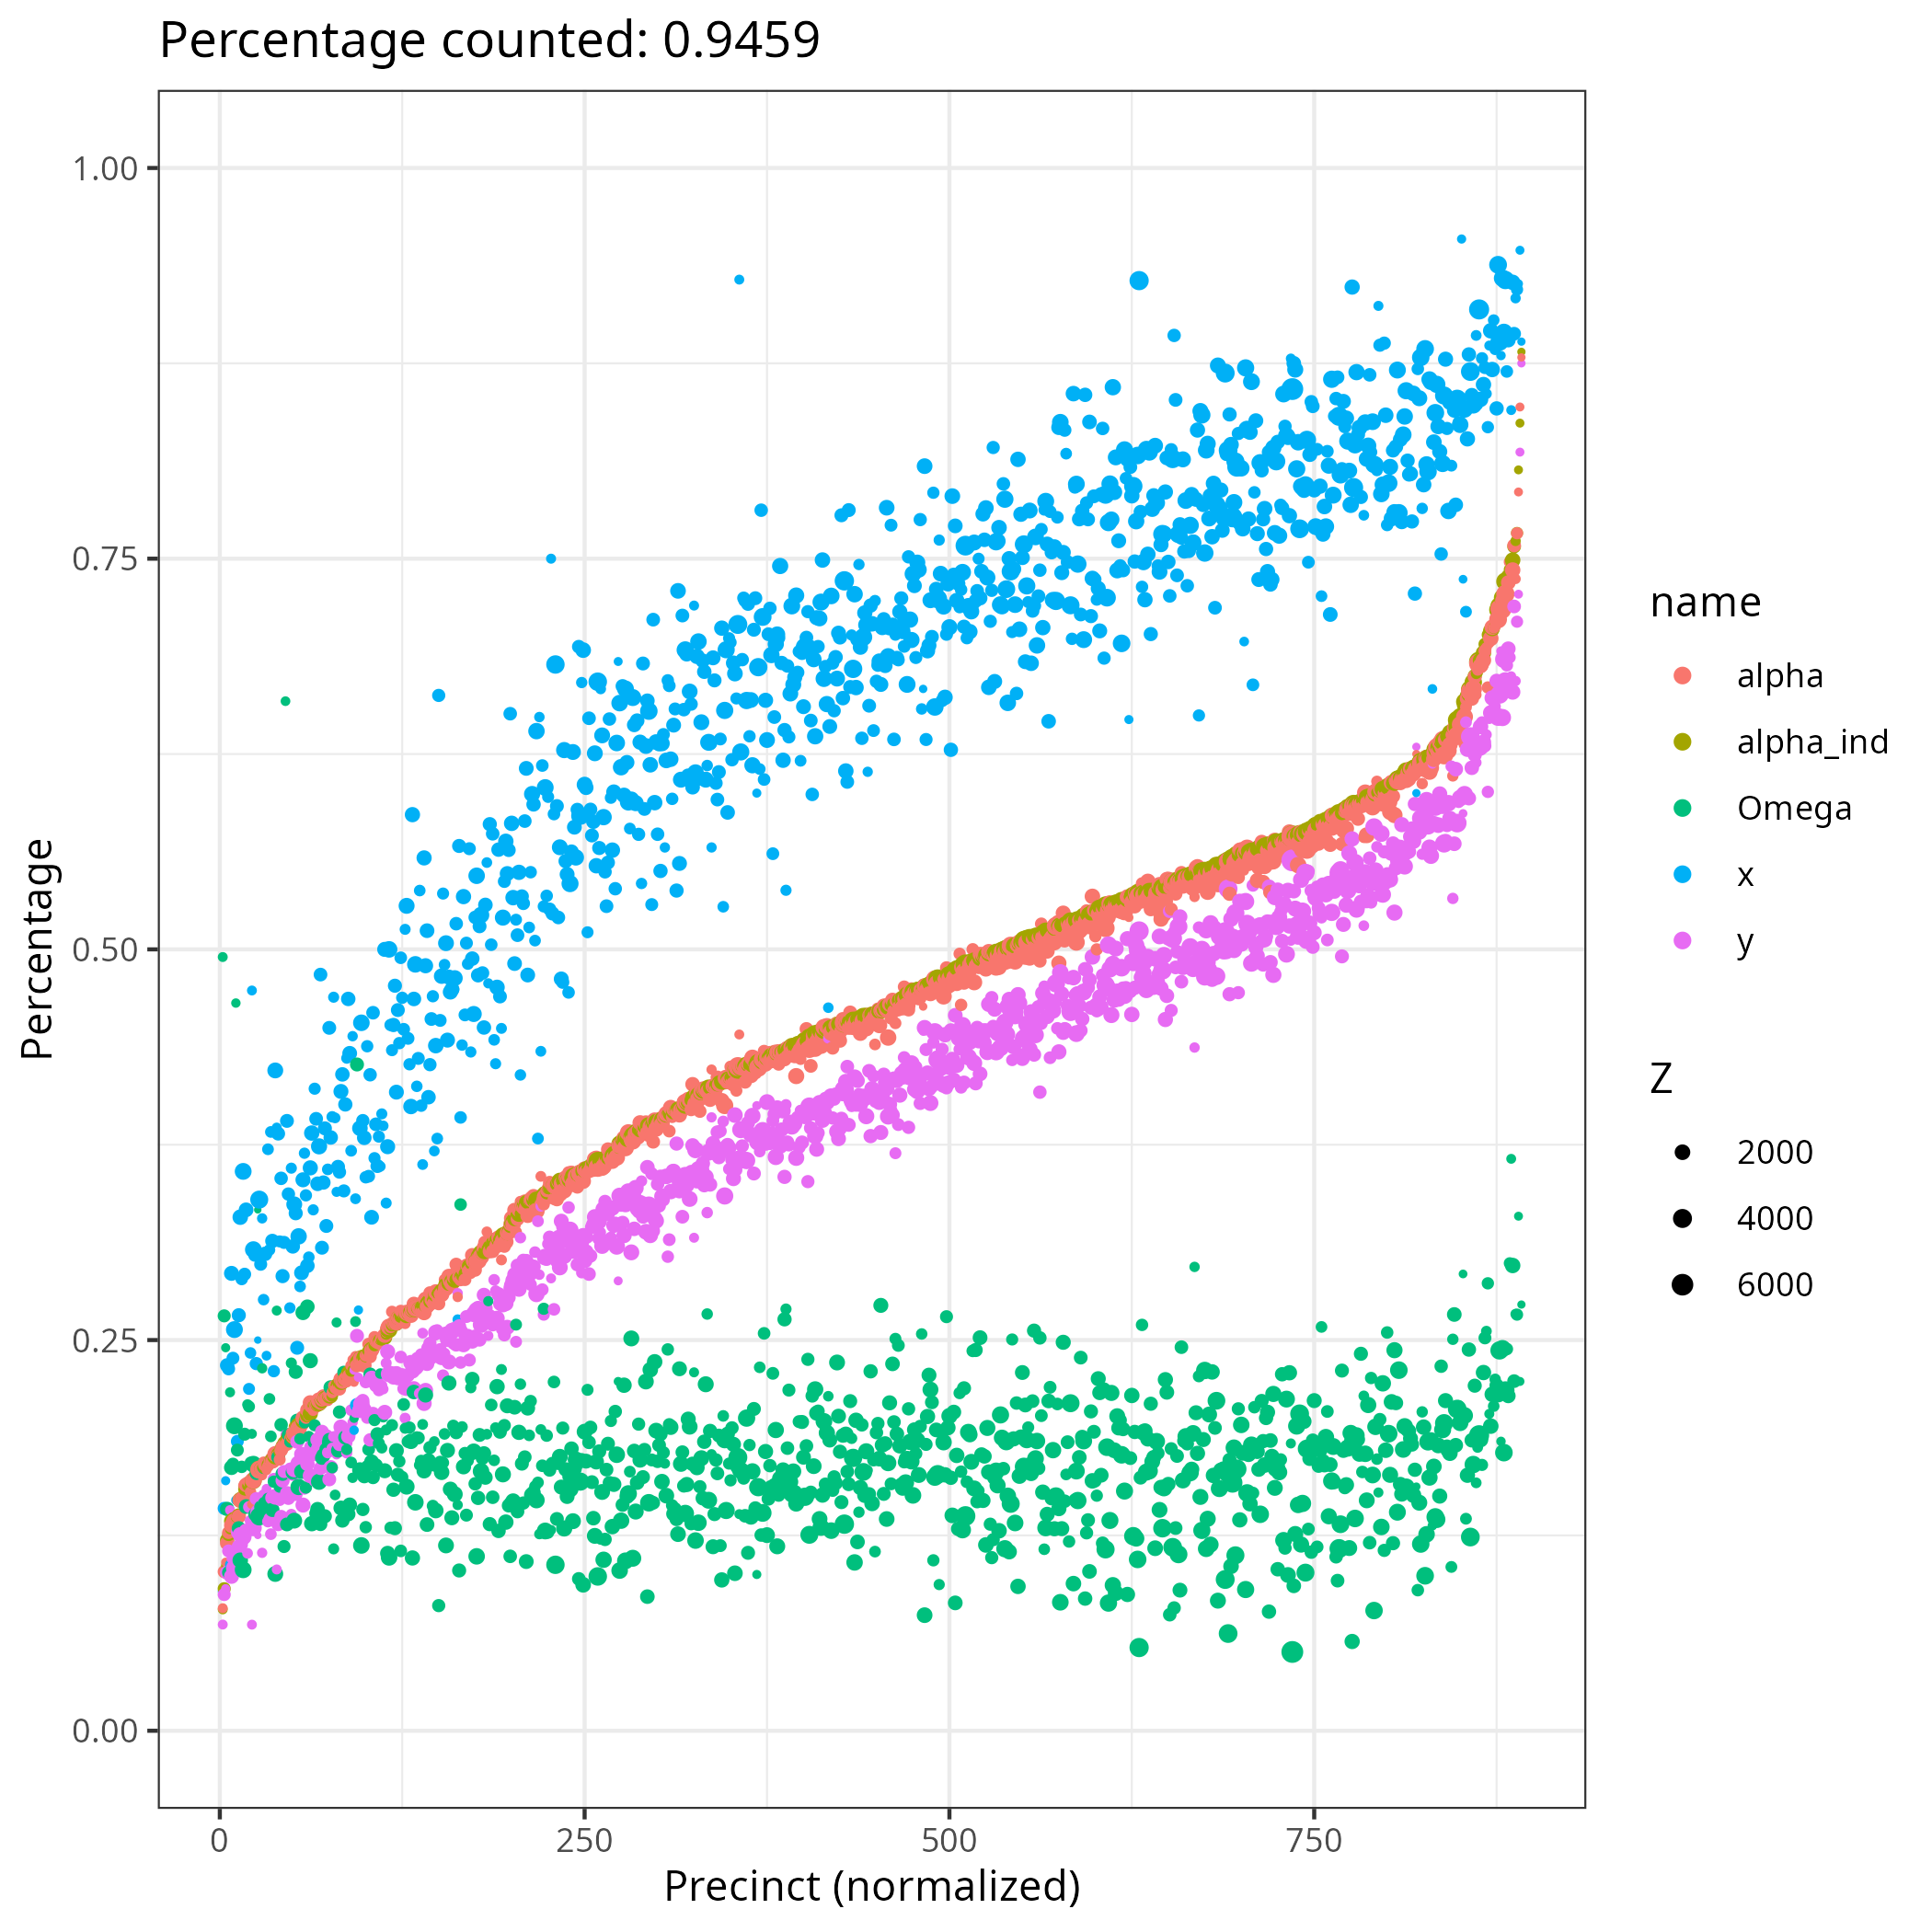 Percentage counted: 0.9459
1.00
0.75
0.50
0.25
0.00
Percentage
0
250
500
750
Precinct (normalized)
name
alpha
alpha_ind
Omega
x
y
Z
2000
4000
6000